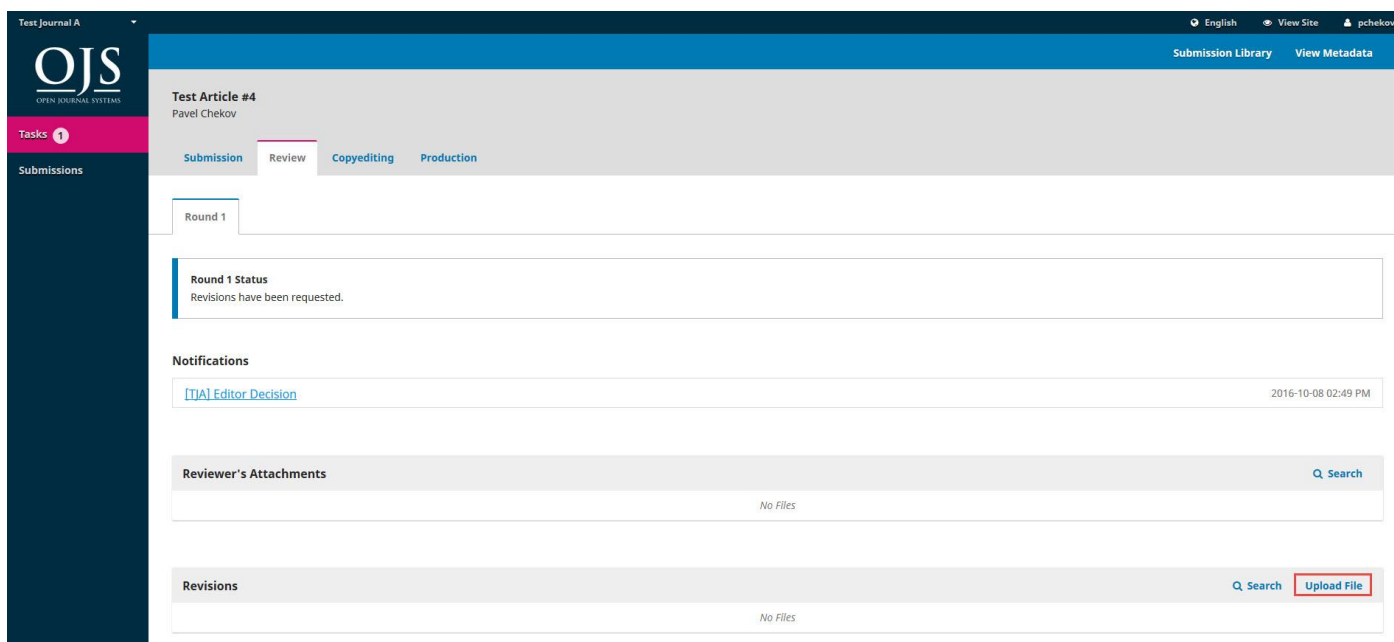 Test Journal A
English View Site pchekov
OJS
OPEN JOURNAL SYSTEMS
Submission Library View Metadata
Test Article #4
Pavel Chekov
Tasks 1
Submissions
Submission Review Copyediting Production
Round 1
Round 1 Status
Revisions have been requested.
Notifications
[TJA] Editor Decision 2016-10-08 02:49 PM
Reviewer's Attachments Search
No Files
Revisions Search Upload File
No Files